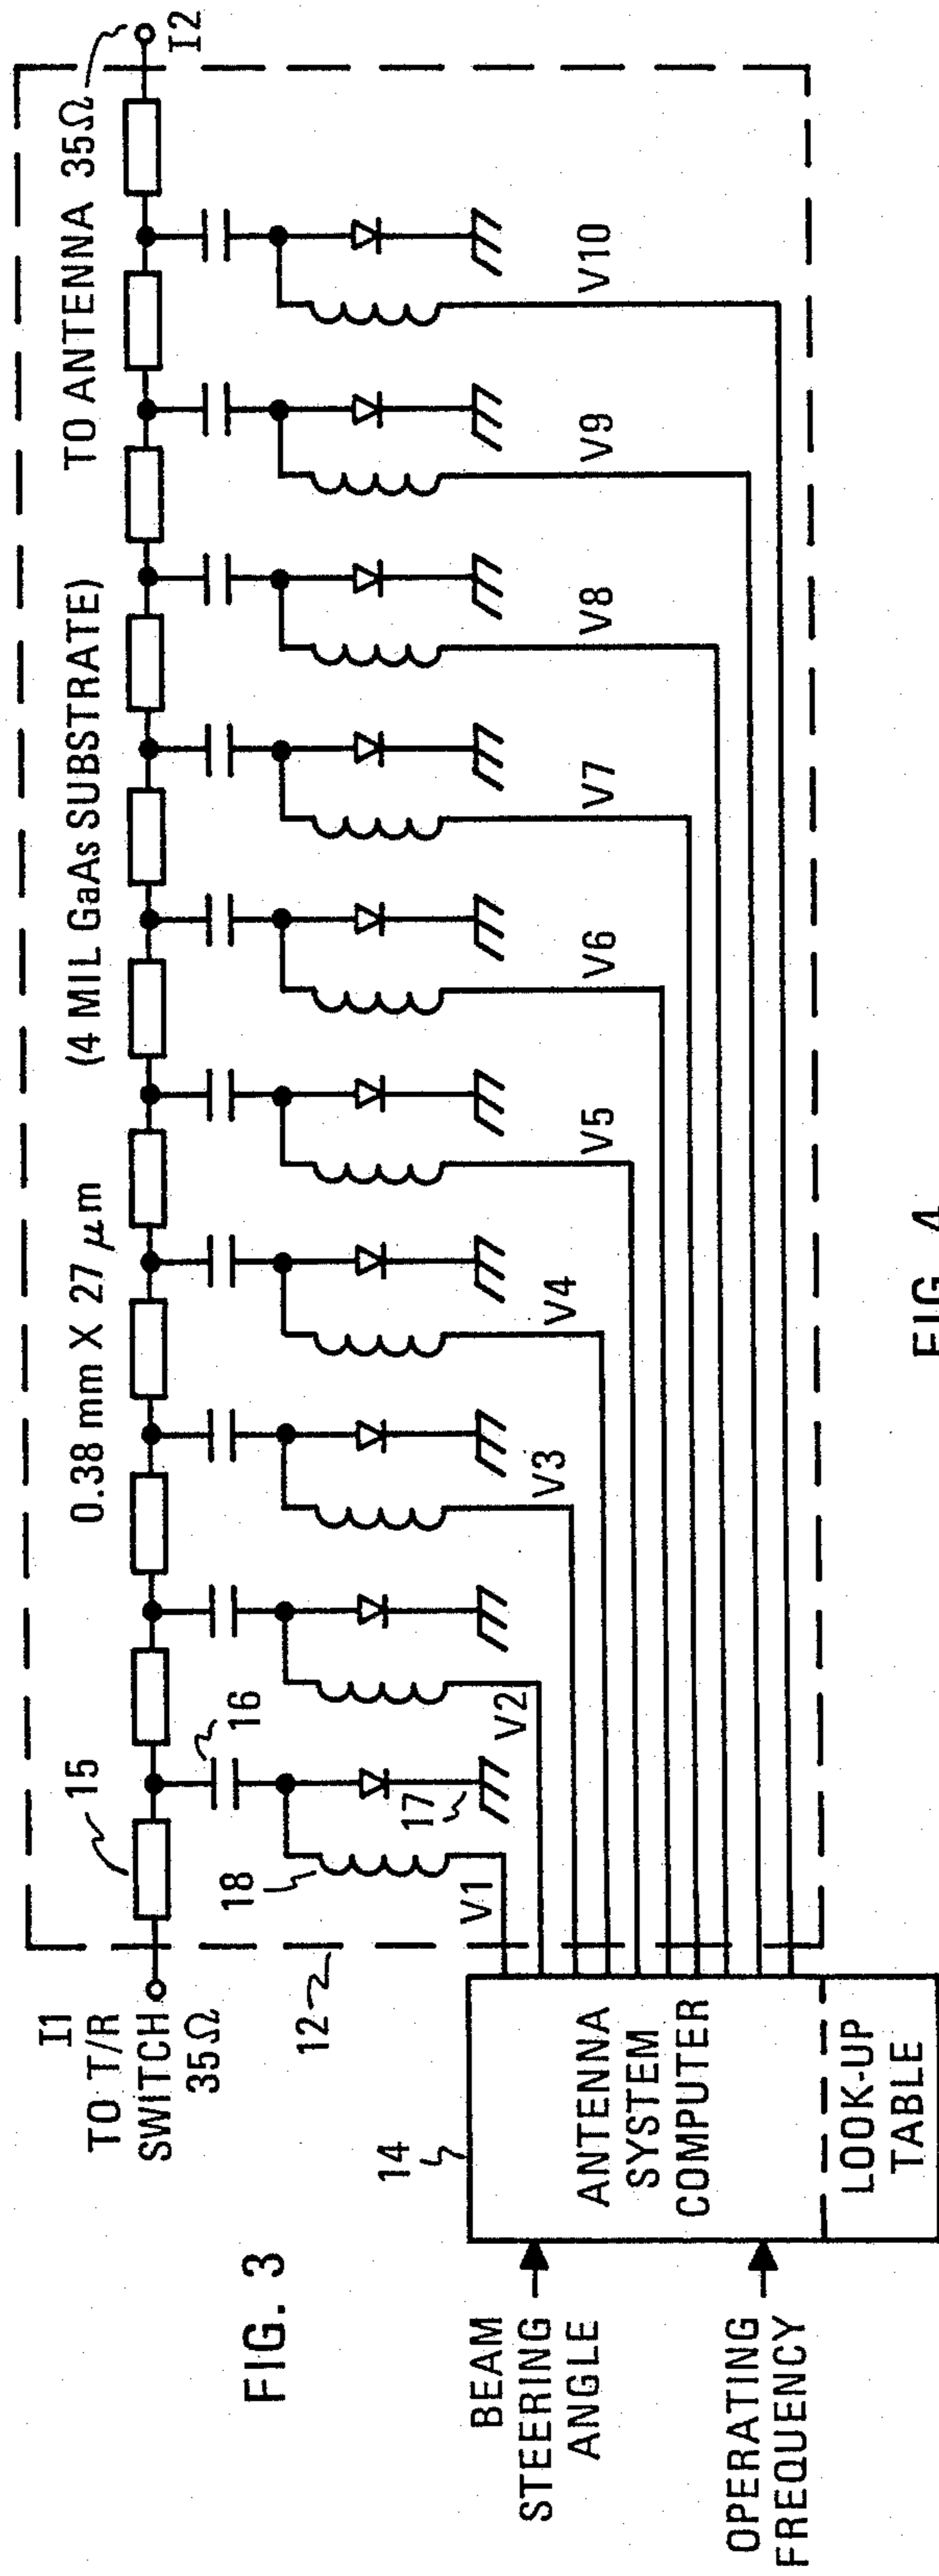 FIG. 3
I1
TO T/R
SWITCH
35Ω
12
15
16
17
18
0.38 mm X 27 μm
(4 MIL GaAs SUBSTRATE)
TO ANTENNA 35Ω
I2
V1
V2
V3
V4
V5
V6
V7
V8
V9
V10
14
ANTENNA
SYSTEM
COMPUTER
LOOK-UP
TABLE
BEAM
STEERING
ANGLE
OPERATING
FREQUENCY
FIG. 4